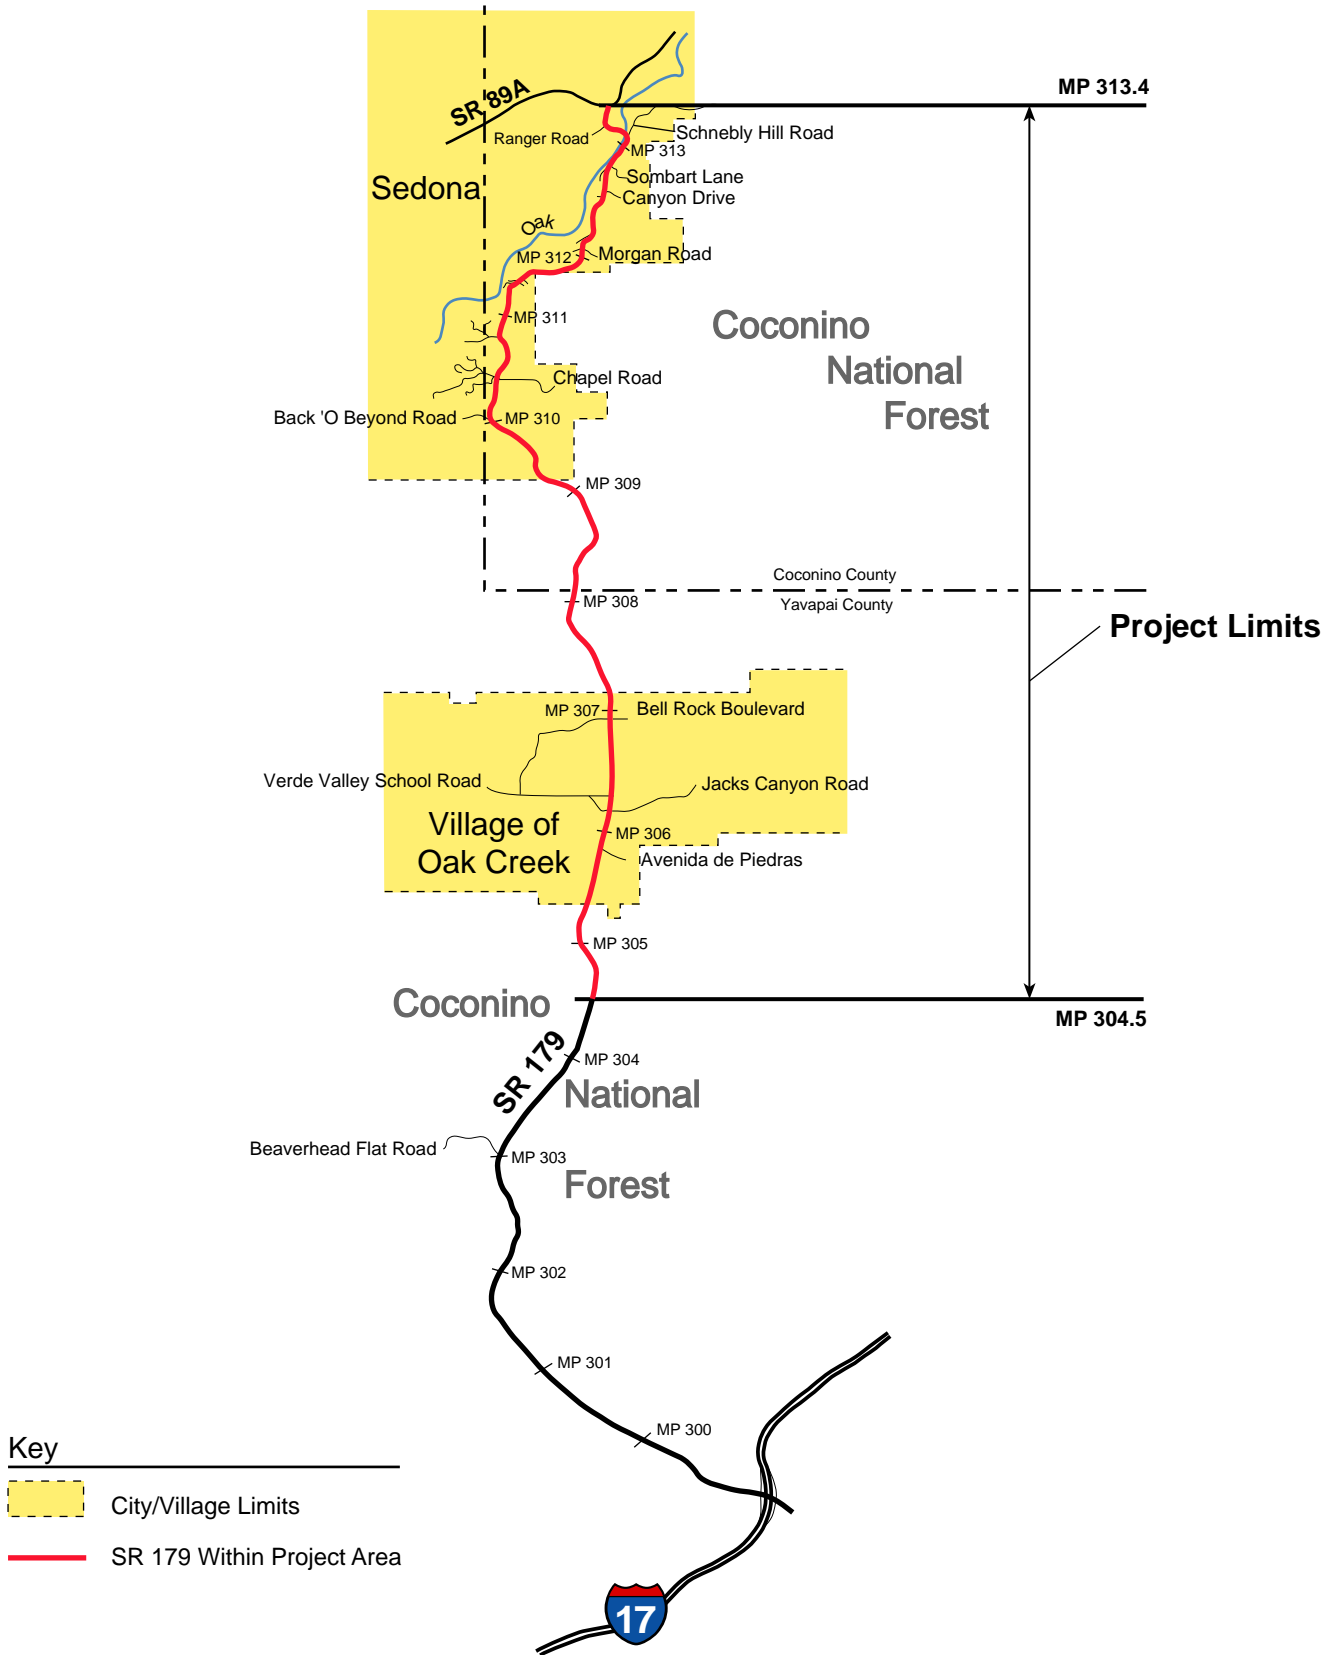 MP 313.4
SR 89A
Ranger Road
Schnebly Hill Road
MP 313
Sombart Lane
Sedona
Canyon Drive
Oak
MP 312
Morgan Road
MP 311
Coconino
National
Forest
Chapel Road
Back 'O Beyond Road
MP 310
MP 309
Coconino County
MP 308
Yavapai County
Project Limits
MP 307
Bell Rock Boulevard
Verde Valley School Road
Jacks Canyon Road
Village of
Oak Creek
MP 306
Avenida de Piedras
MP 305
Coconino
MP 304.5
SR 179
MP 304
National
Beaverhead Flat Road
MP 303
Forest
MP 302
MP 301
MP 300
Key
City/Village Limits
SR 179 Within Project Area
17